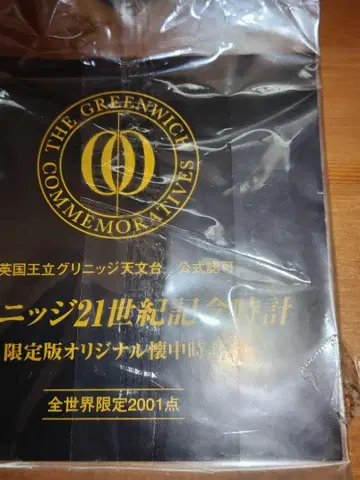 THE GREENWICH
COMMEMORATIVES
英国王立グリニッジ天文台 公式認可
ニッジ21世紀記念時計
限定版オリジナル懐中時
全世界限定2001点